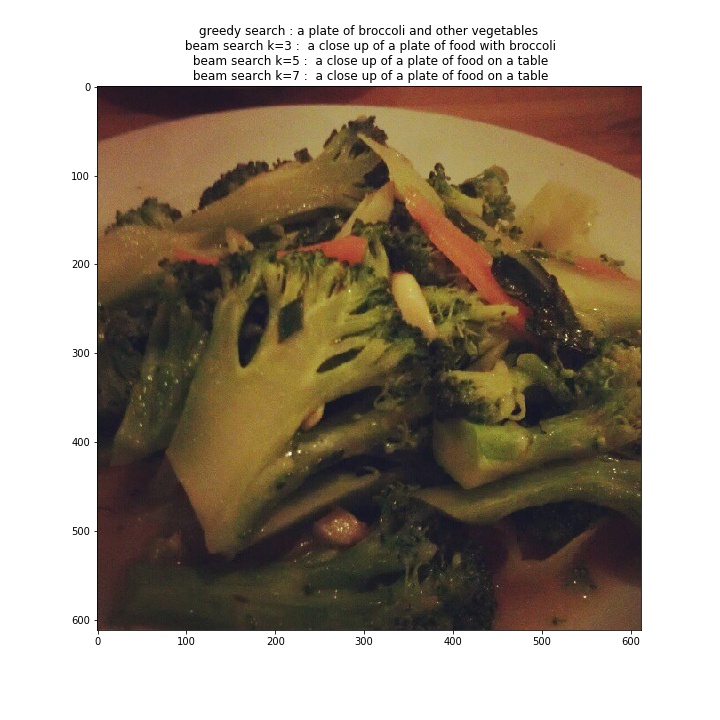 greedy search : a plate of broccoli and other vegetables
beam search k=3 :  a close up of a plate of food with broccoli
beam search k=5 :  a close up of a plate of food on a table
beam search k=7 :  a close up of a plate of food on a table
0
100
200
300
400
500
600
0 100 200 300 400 500 600